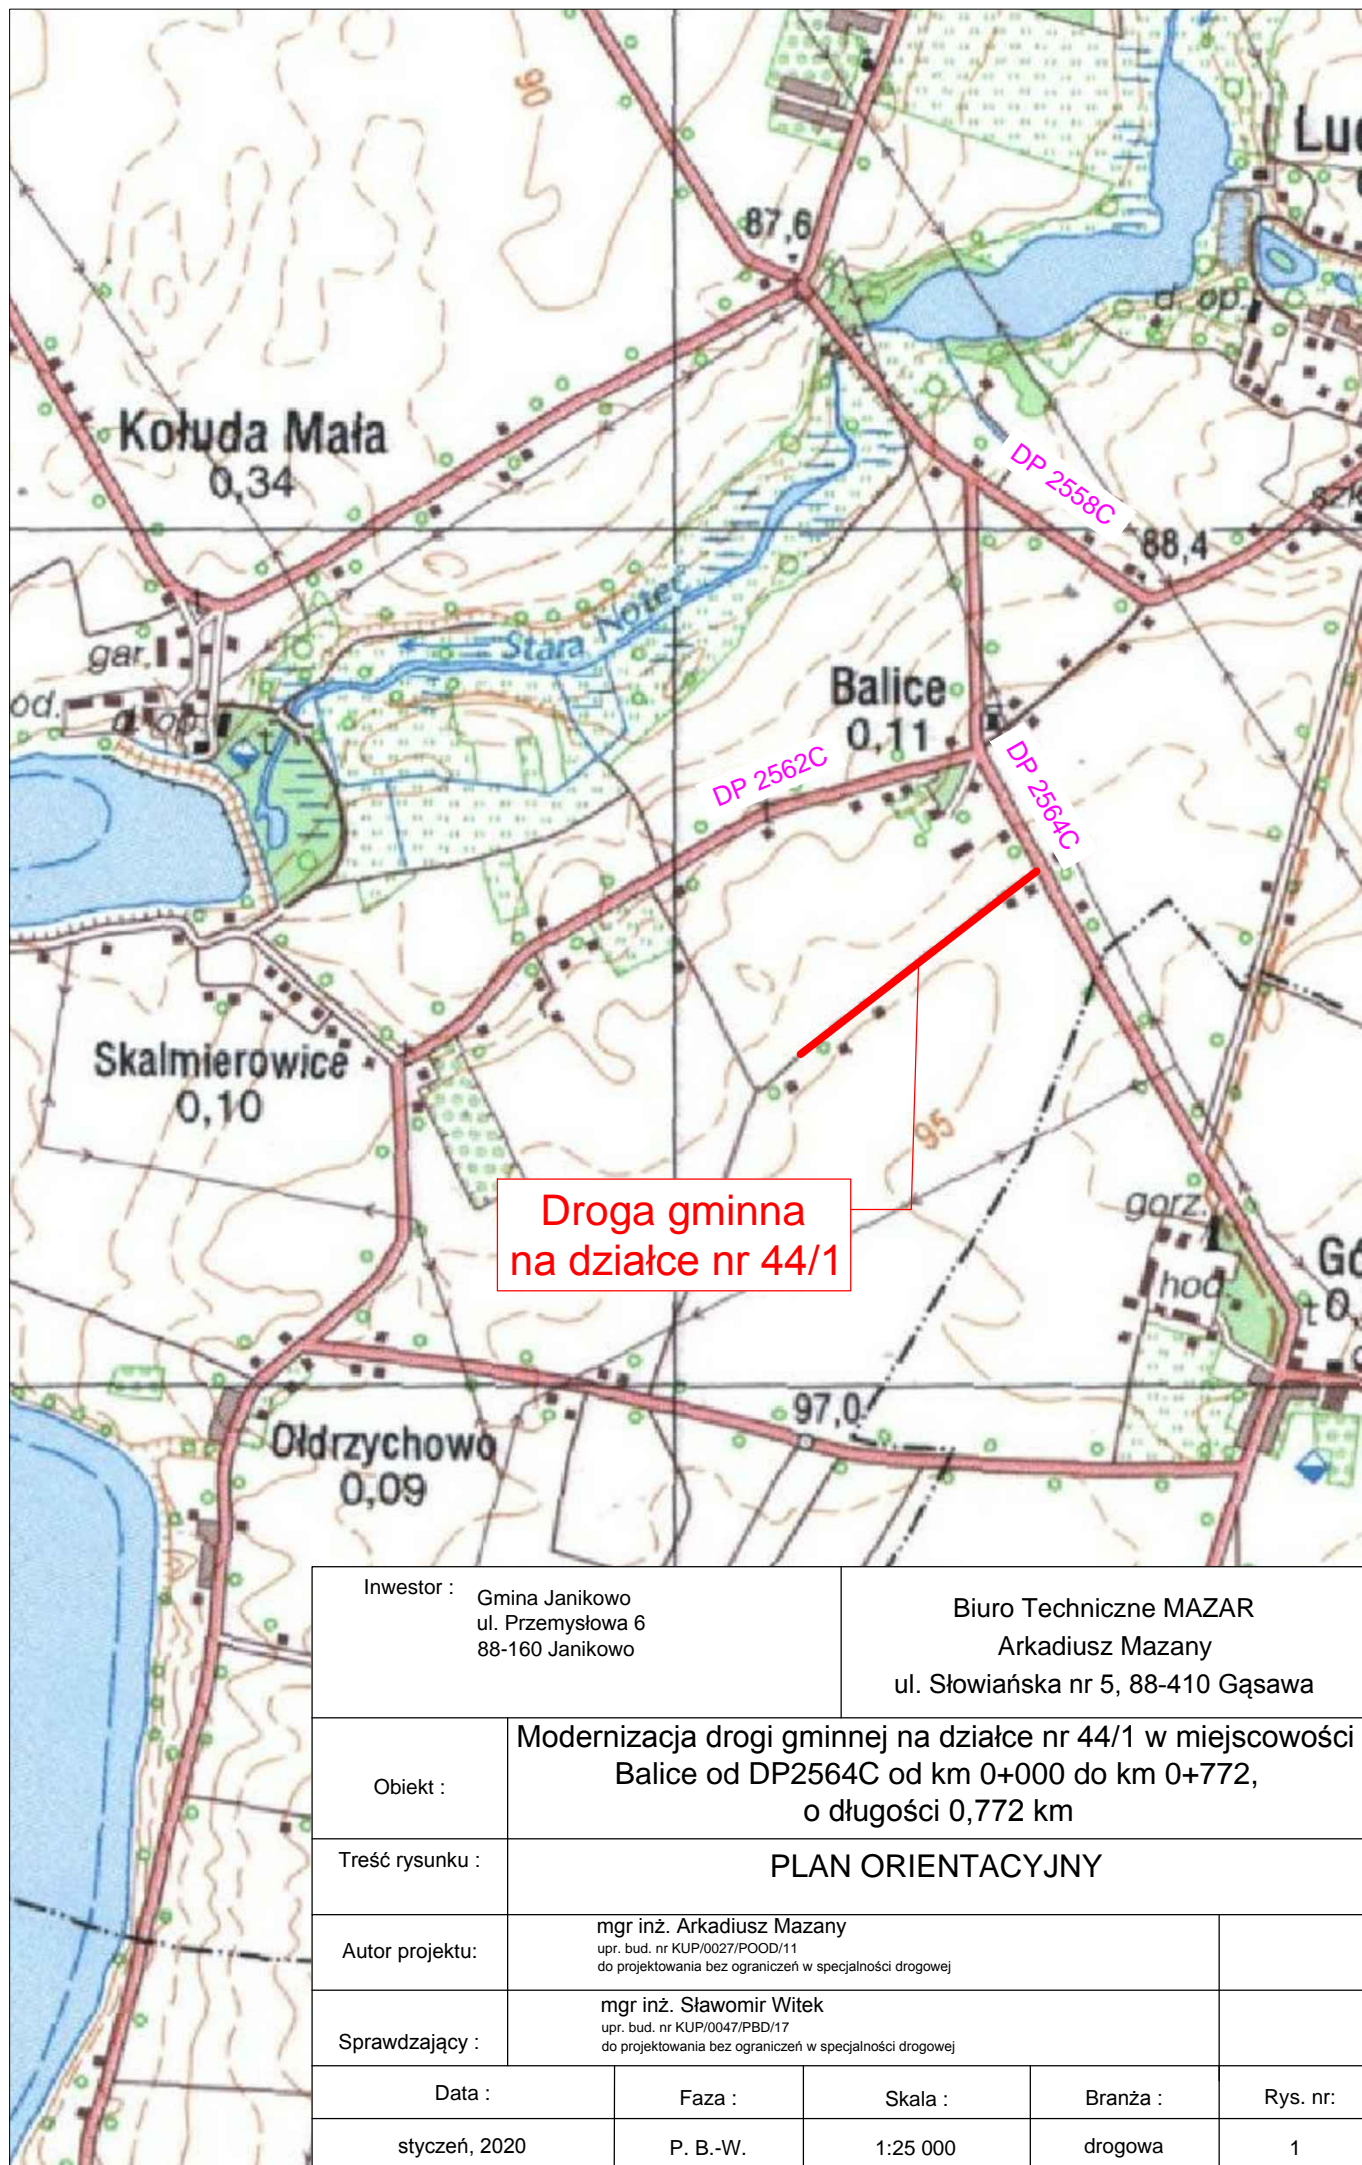 90
87,6
d. op.
Kołuda Mała
0,34
DP 2558C
88,4
Stara Noteć
gar.
od.
d. op.
Balice
0,11
DP 2562C
DP 2564C
Skalmierowice
0,10
95
Droga gminna
na działce nr 44/1
gorz.
hod.
97,0
Ołdrzychowo
0,09
Inwestor :
Gmina Janikowo
ul. Przemysłowa 6
88-160 Janikowo
Biuro Techniczne MAZAR
Arkadiusz Mazany
ul. Słowiańska nr 5, 88-410 Gąsawa
Obiekt :
Modernizacja drogi gminnej na działce nr 44/1 w miejscowości
Balice od DP2564C od km 0+000 do km 0+772,
o długości 0,772 km
Treść rysunku :
PLAN ORIENTACYJNY
Autor projektu:
mgr inż. Arkadiusz Mazany
upr. bud. nr KUP/0027/POOD/11
do projektowania bez ograniczeń w specjalności drogowej
Sprawdzający :
mgr inż. Sławomir Witek
upr. bud. nr KUP/0047/PBD/17
do projektowania bez ograniczeń w specjalności drogowej
Data :
Faza :
Skala :
Branża :
Rys. nr:
styczeń, 2020
P. B.-W.
1:25 000
drogowa
1